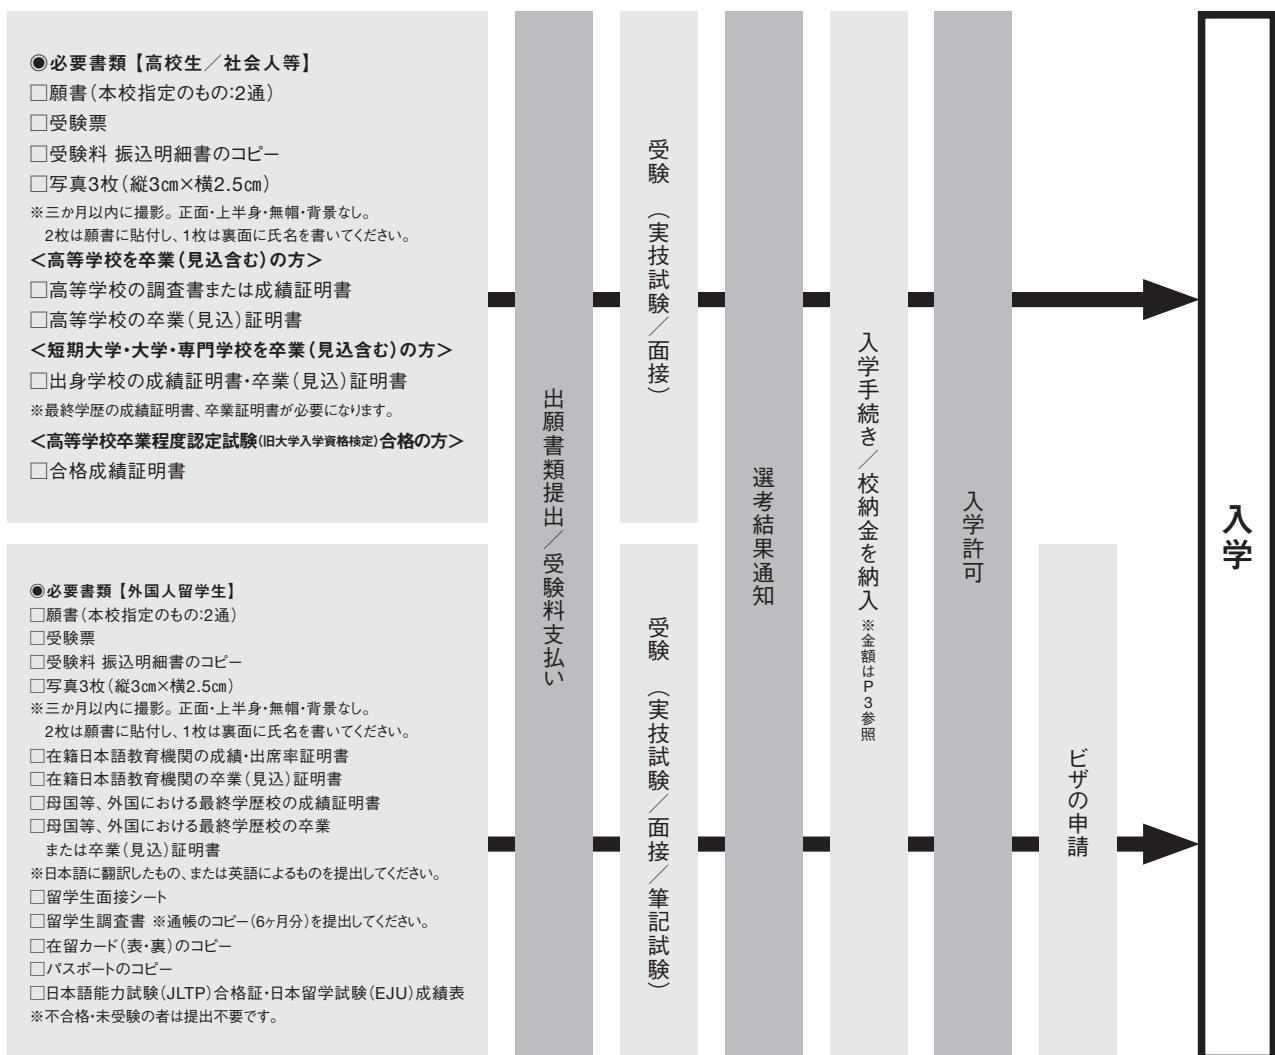 ◉必要書類【高校生／社会人等】
□願書（本校指定のもの:2通）
□受験票
□受験料 振込明細書のコピー
□写真3枚（縦3㎝×横2.5㎝）
※三か月以内に撮影。正面・上半身・無帽・背景なし。
2枚は願書に貼付し、1枚は裏面に氏名を書いてください。
＜高等学校を卒業（見込含む）の方＞
□高等学校の調査書または成績証明書
□高等学校の卒業（見込）証明書
＜短期大学・大学・専門学校を卒業（見込含む）の方＞
□出身学校の成績証明書・卒業（見込）証明書
※最終学歴の成績証明書、卒業証明書が必要になります。
＜高等学校卒業程度認定試験(旧大学入学資格検定)合格の方＞
□合格成績証明書
◉必要書類【外国人留学生】
□願書（本校指定のもの:2通）
□受験票
□受験料 振込明細書のコピー
□写真3枚（縦3㎝×横2.5㎝）
※三か月以内に撮影。正面・上半身・無帽・背景なし。
2枚は願書に貼付し、1枚は裏面に氏名を書いてください。
□在籍日本語教育機関の成績・出席率証明書
□在籍日本語教育機関の卒業（見込）証明書
□母国等、外国における最終学歴校の成績証明書
□母国等、外国における最終学歴校の卒業
または卒業（見込）証明書
※日本語に翻訳したもの、または英語によるものを提出してください。
□留学生面接シート
□留学生調査書 ※通帳のコピー（6ヶ月分）を提出してください。
□在留カード（表・裏）のコピー
□パスポートのコピー
□日本語能力試験（JLTP）合格証・日本留学試験（EJU）成績表
※不合格・未受験の者は提出不要です。
出願書類提出／受験料支払い
受験（実技試験／面接）
受験（実技試験／面接／筆記試験）
選考結果通知
入学手続き／校納金を納入 ※金額はP3参照
入学許可
ビザの申請
入学